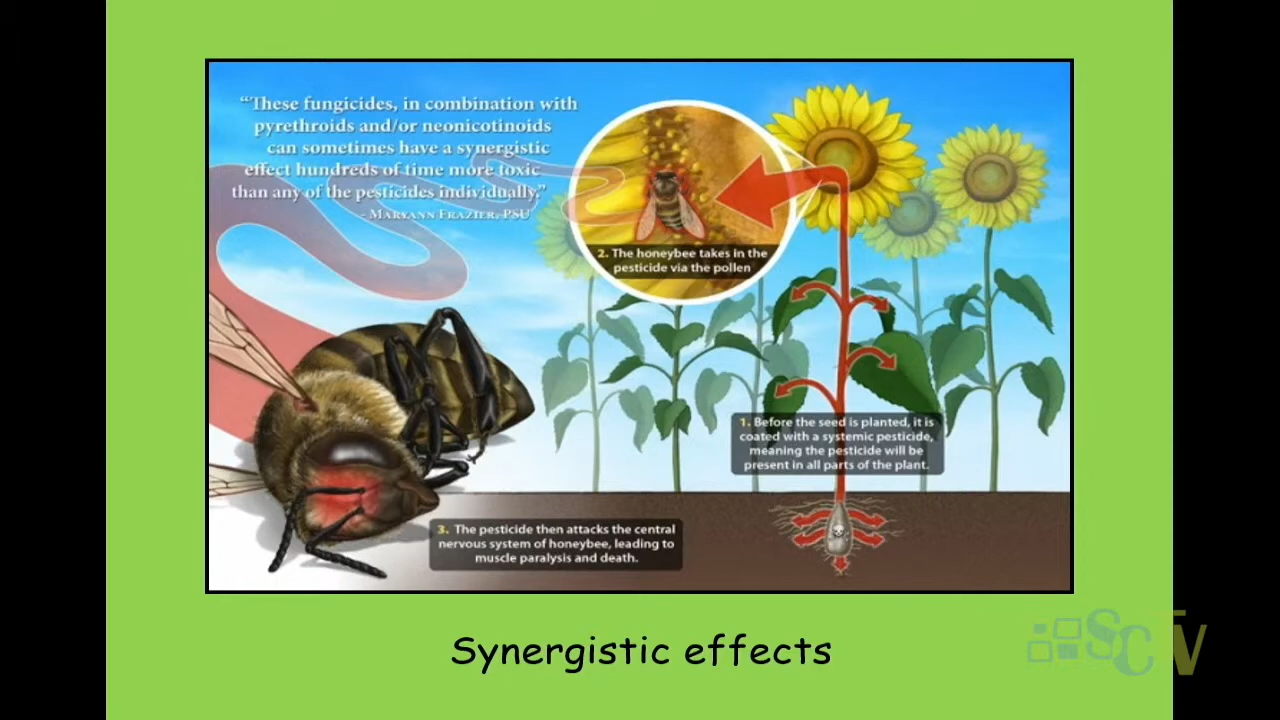 “These fungicides, in combination with
pyrethroids and/or neonicotinoids
can sometimes have a synergistic
effect hundreds of time more toxic
than any of the pesticides individually.”
- Maryann Frazier, PSU
2. The honeybee takes in the
pesticide via the pollen
1. Before the seed is planted, it is
coated with a systemic pesticide,
meaning the pesticide will be
present in all parts of the plant.
3. The pesticide then attacks the central
nervous system of honeybee, leading to
muscle paralysis and death.
Synergistic effects
SCTV